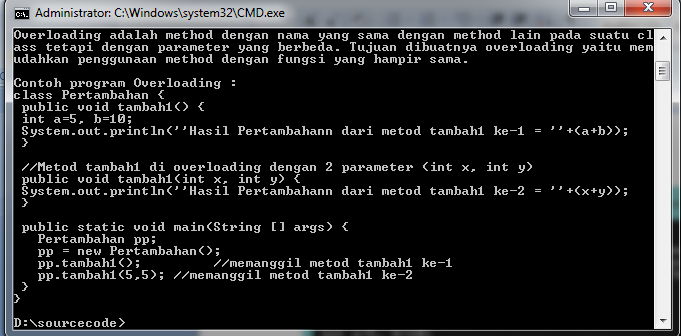 Administrator: C:\Windows\system32\CMD.exe
Overloading adalah method dengan nama yang sama dengan method lain pada suatu cl
ass tetapi dengan parameter yang berbeda. Tujuan dibuatnya overloading yaitu mem
udahkan penggunaan method dengan fungsi yang hampir sama.
Contoh program Overloading :
class Pertambahan {
public void tambah1() {
int a=5, b=10;
System.out.println(''Hasil Pertambahann dari metod tambah1 ke-1 = ''+(a+b));
}
//Metod tambah1 di overloading dengan 2 parameter (int x, int y)
public void tambah1(int x, int y) {
System.out.println(''Hasil Pertambahann dari metod tambah1 ke-2 = ''+(x+y));
}
public static void main(String [] args) {
Pertambahan pp;
pp = new Pertambahan();
pp.tambah1(); //memanggil metod tambah1 ke-1
pp.tambah1(5,5); //memanggil metod tambah1 ke-2
}
}
D:\sourcecode>